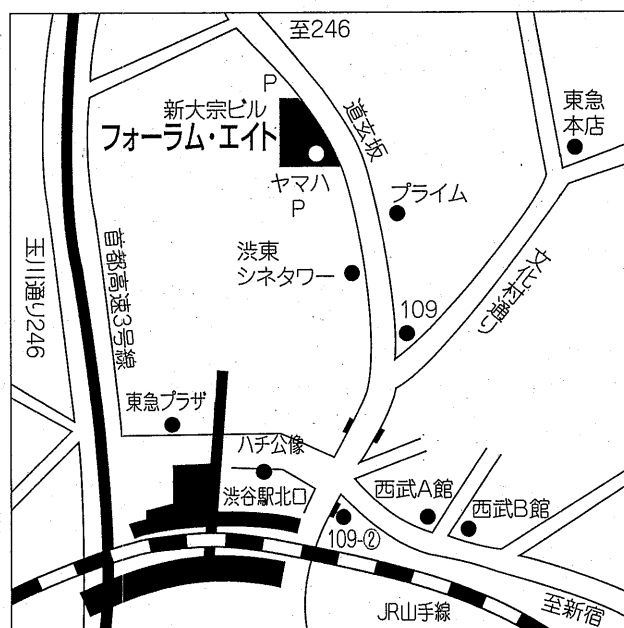 至246
P
新大宗ビル
フォーラム・エイト
道玄坂
東急
本店
ヤマハ
P
プライム
玉川通り246
首都高速3号線
渋東
シネタワー
文化村通り
109
東急プラザ
ハチ公像
渋谷駅北口
西武A館
西武B館
109-②
JR山手線
至新宿